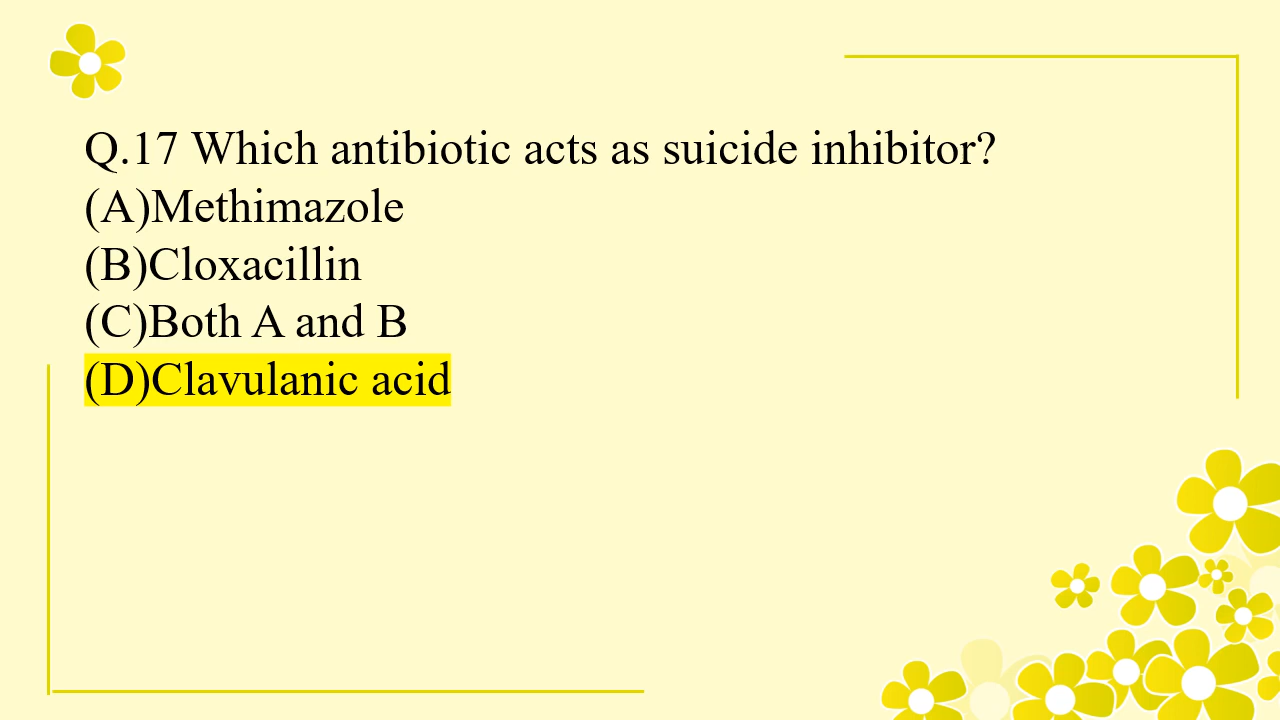 Q.17 Which antibiotic acts as suicide inhibitor?
(A)Methimazole
(B)Cloxacillin
(C)Both A and B
(D)Clavulanic acid